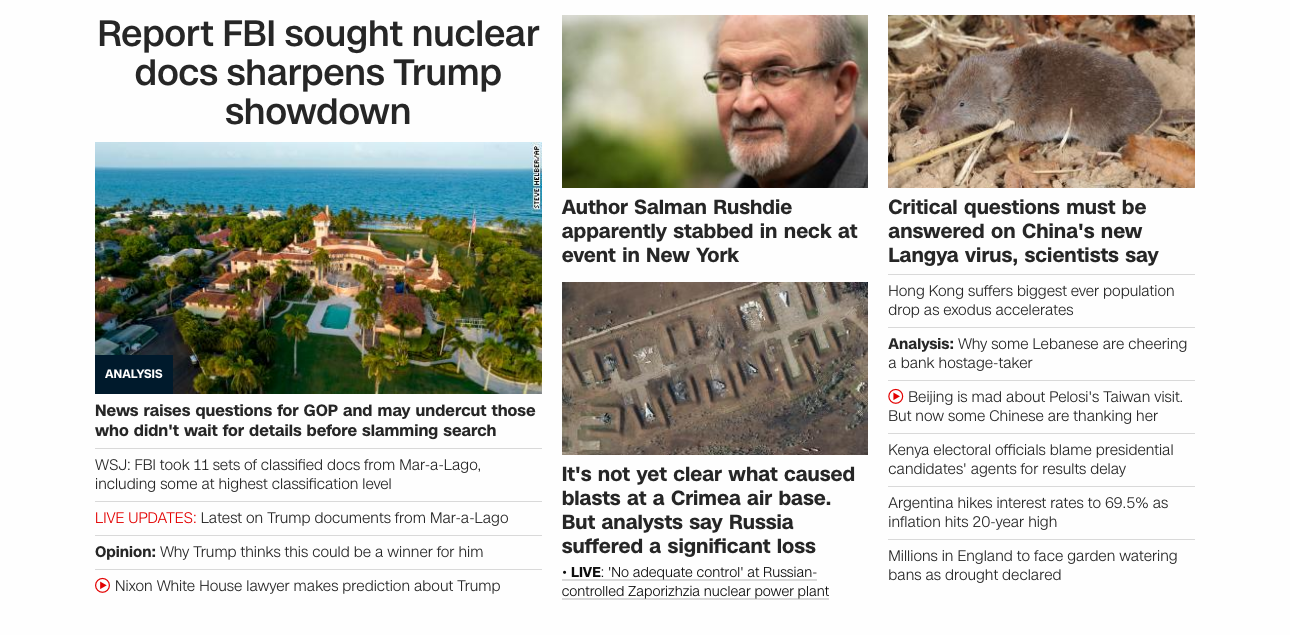 Report FBI sought nuclear
docs sharpens Trump
showdown
STEVE HELBER/AP
ANALYSIS
News raises questions for GOP and may undercut those
who didn't wait for details before slamming search
WSJ: FBI took 11 sets of classified docs from Mar-a-Lago,
including some at highest classification level
LIVE UPDATES: Latest on Trump documents from Mar-a-Lago
Opinion: Why Trump thinks this could be a winner for him
Nixon White House lawyer makes prediction about Trump
Author Salman Rushdie
apparently stabbed in neck at
event in New York
It's not yet clear what caused
blasts at a Crimea air base.
But analysts say Russia
suffered a significant loss
• LIVE: 'No adequate control' at Russian-
controlled Zaporizhzia nuclear power plant
Critical questions must be
answered on China's new
Langya virus, scientists say
Hong Kong suffers biggest ever population
drop as exodus accelerates
Analysis: Why some Lebanese are cheering
a bank hostage-taker
Beijing is mad about Pelosi's Taiwan visit.
But now some Chinese are thanking her
Kenya electoral officials blame presidential
candidates' agents for results delay
Argentina hikes interest rates to 69.5% as
inflation hits 20-year high
Millions in England to face garden watering
bans as drought declared